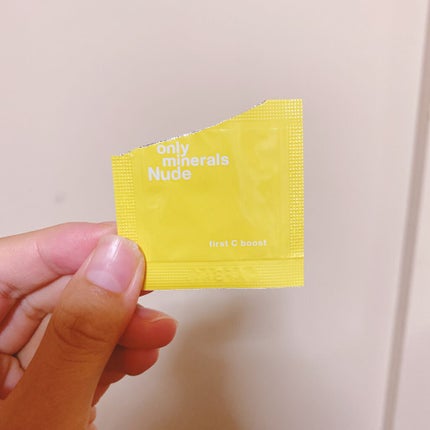 only
minerals
Nude
first C boost